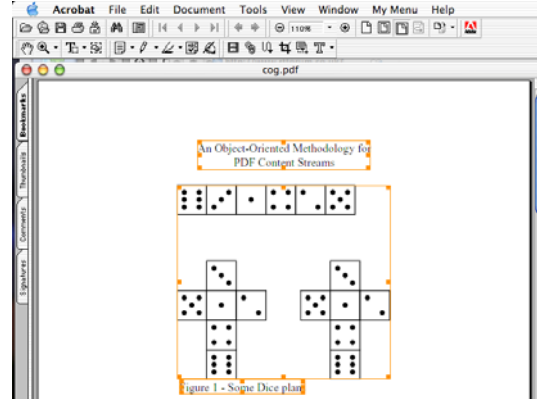 Acrobat File Edit Document Tools View Window My Menu Help
110%
cog.pdf
Bookmarks
Thumbnails
Comments
Signatures
An Object-Oriented Methodology for
PDF Content Streams
Figure 1 - Some Dice plans